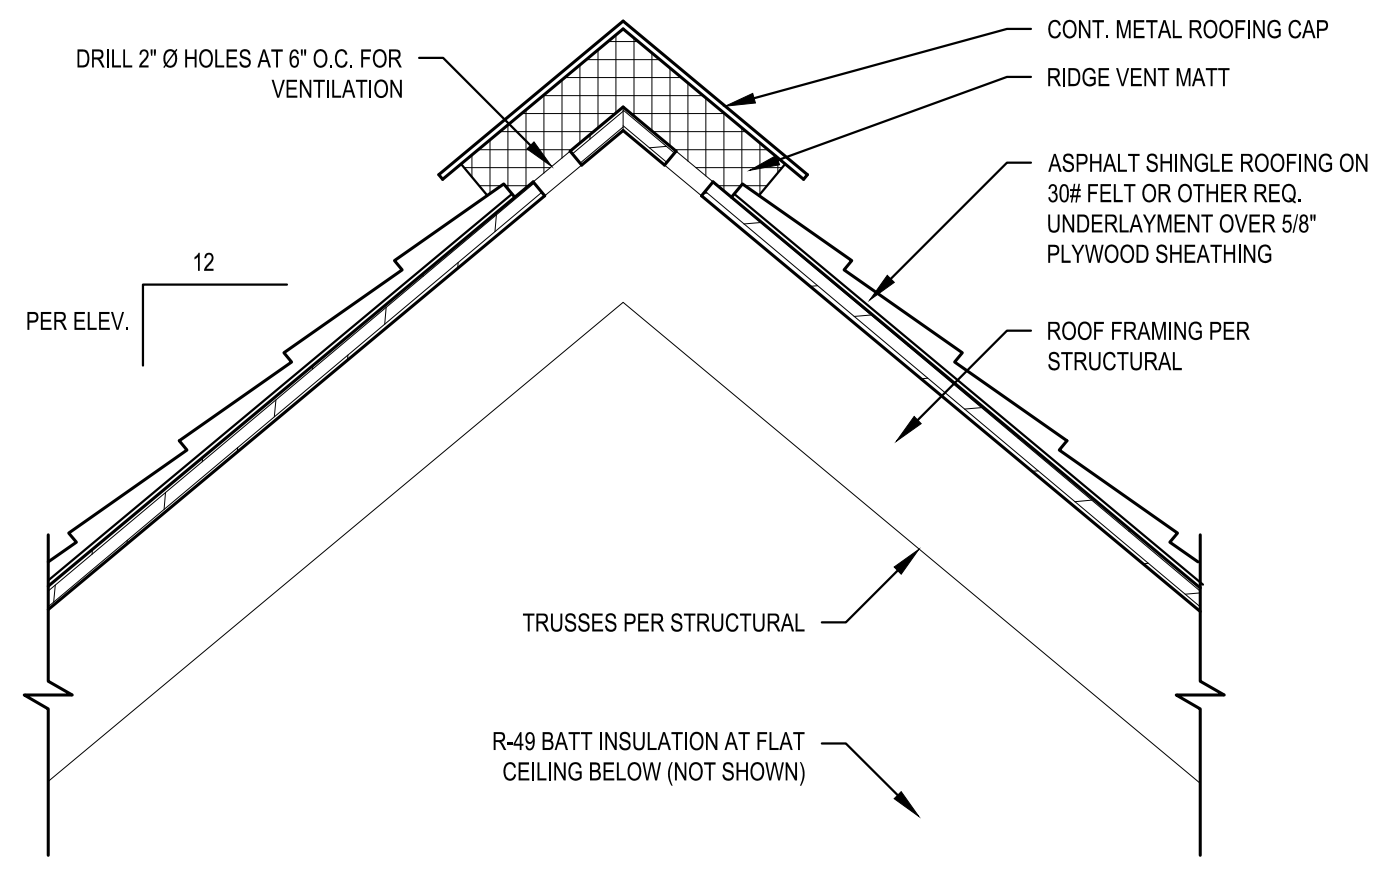 DRILL 2" Ø HOLES AT 6" O.C. FOR
VENTILATION
CONT. METAL ROOFING CAP
RIDGE VENT MATT
ASPHALT SHINGLE ROOFING ON
30# FELT OR OTHER REQ.
UNDERLAYMENT OVER 5/8"
PLYWOOD SHEATHING
12
PER ELEV.
ROOF FRAMING PER
STRUCTURAL
TRUSSES PER STRUCTURAL
R-49 BATT INSULATION AT FLAT
CEILING BELOW (NOT SHOWN)